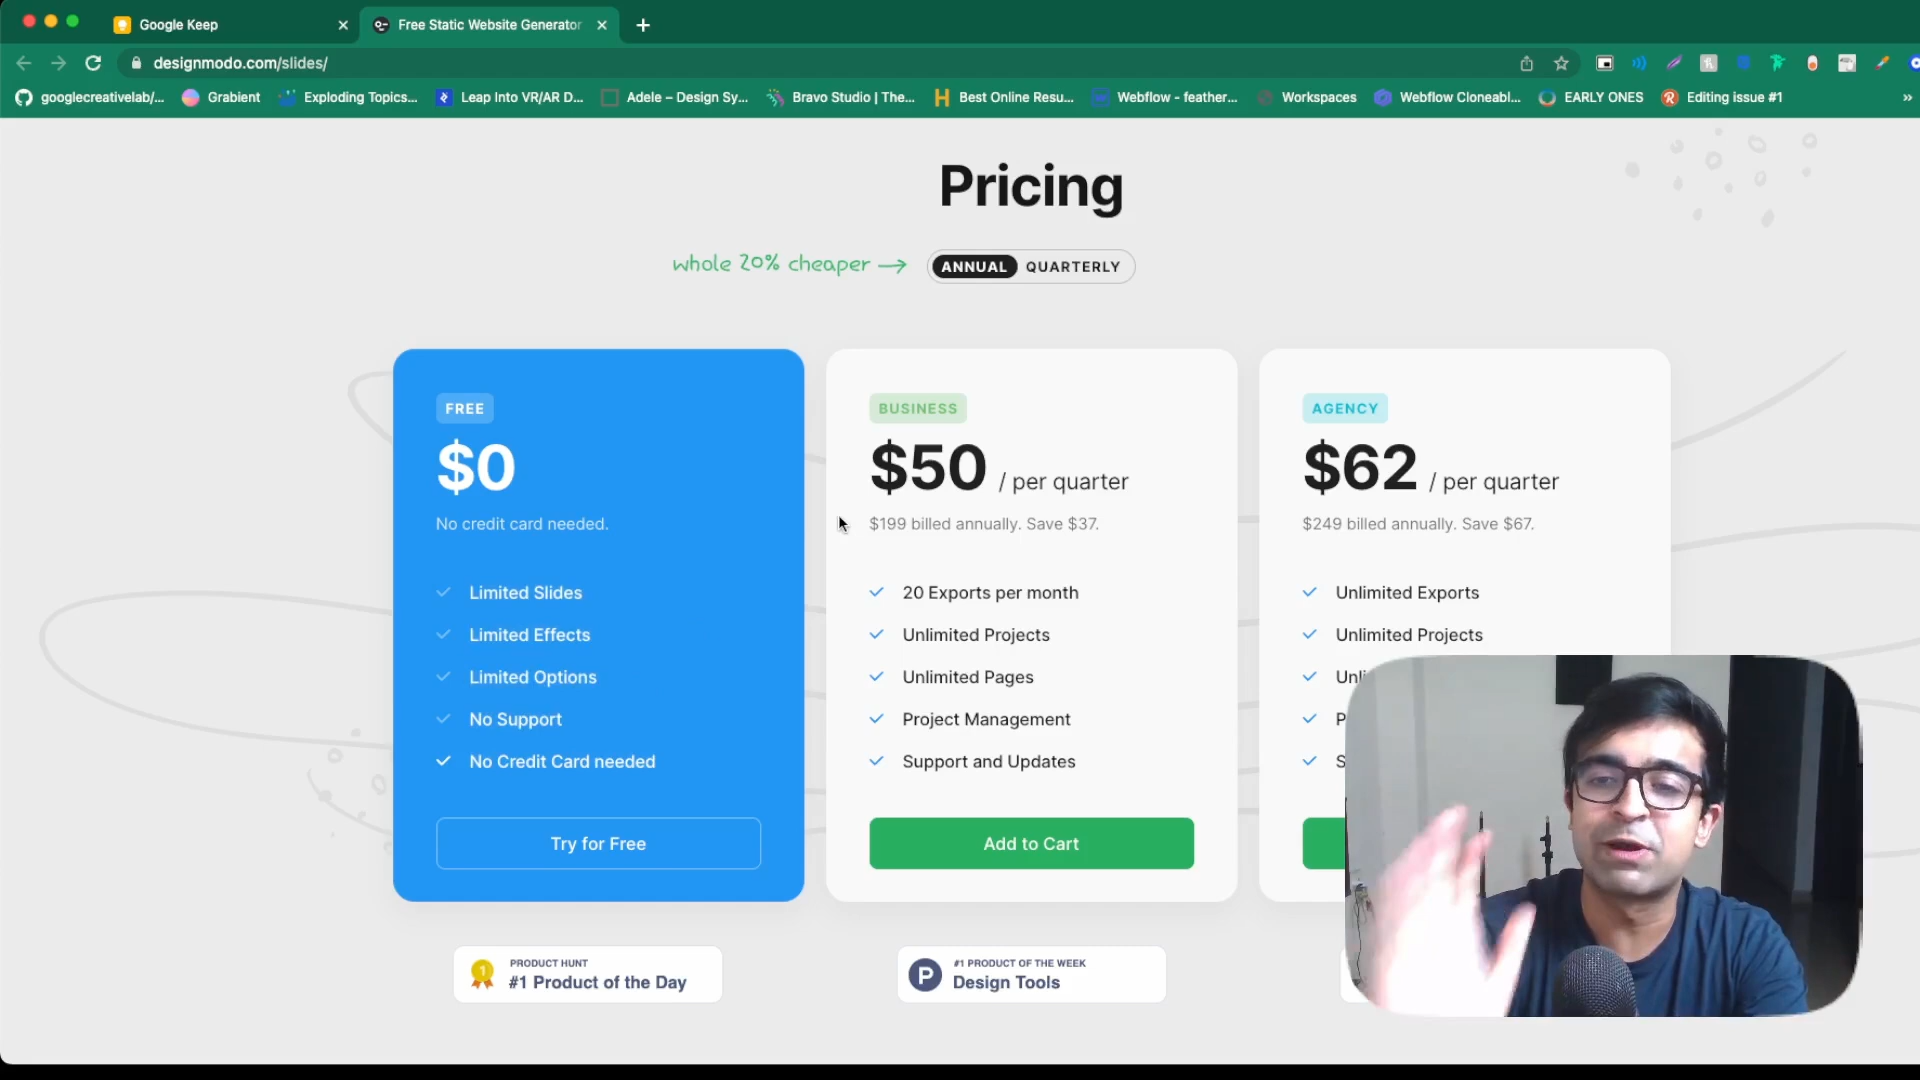 Google Keep
Free Static Website Generator
designmodo.com/slides/
googlecreativelab/...
Grabient
Exploding Topics...
Leap Into VR/AR D...
Adele – Design Sy...
Bravo Studio | The...
Best Online Resu...
Webflow - feather...
Workspaces
Webflow Cloneabl...
EARLY ONES
Editing issue #1
»
Pricing
whole 20% cheaper →
ANNUAL QUARTERLY
FREE
$0
No credit card needed.
Limited Slides
Limited Effects
Limited Options
No Support
No Credit Card needed
Try for Free
BUSINESS
$50 / per quarter
$199 billed annually. Save $37.
20 Exports per month
Unlimited Projects
Unlimited Pages
Project Management
Support and Updates
Add to Cart
AGENCY
$62 / per quarter
$249 billed annually. Save $67.
Unlimited Exports
Unlimited Projects
Unl
P
S
1
PRODUCT HUNT
#1 Product of the Day
P
#1 PRODUCT OF THE WEEK
Design Tools